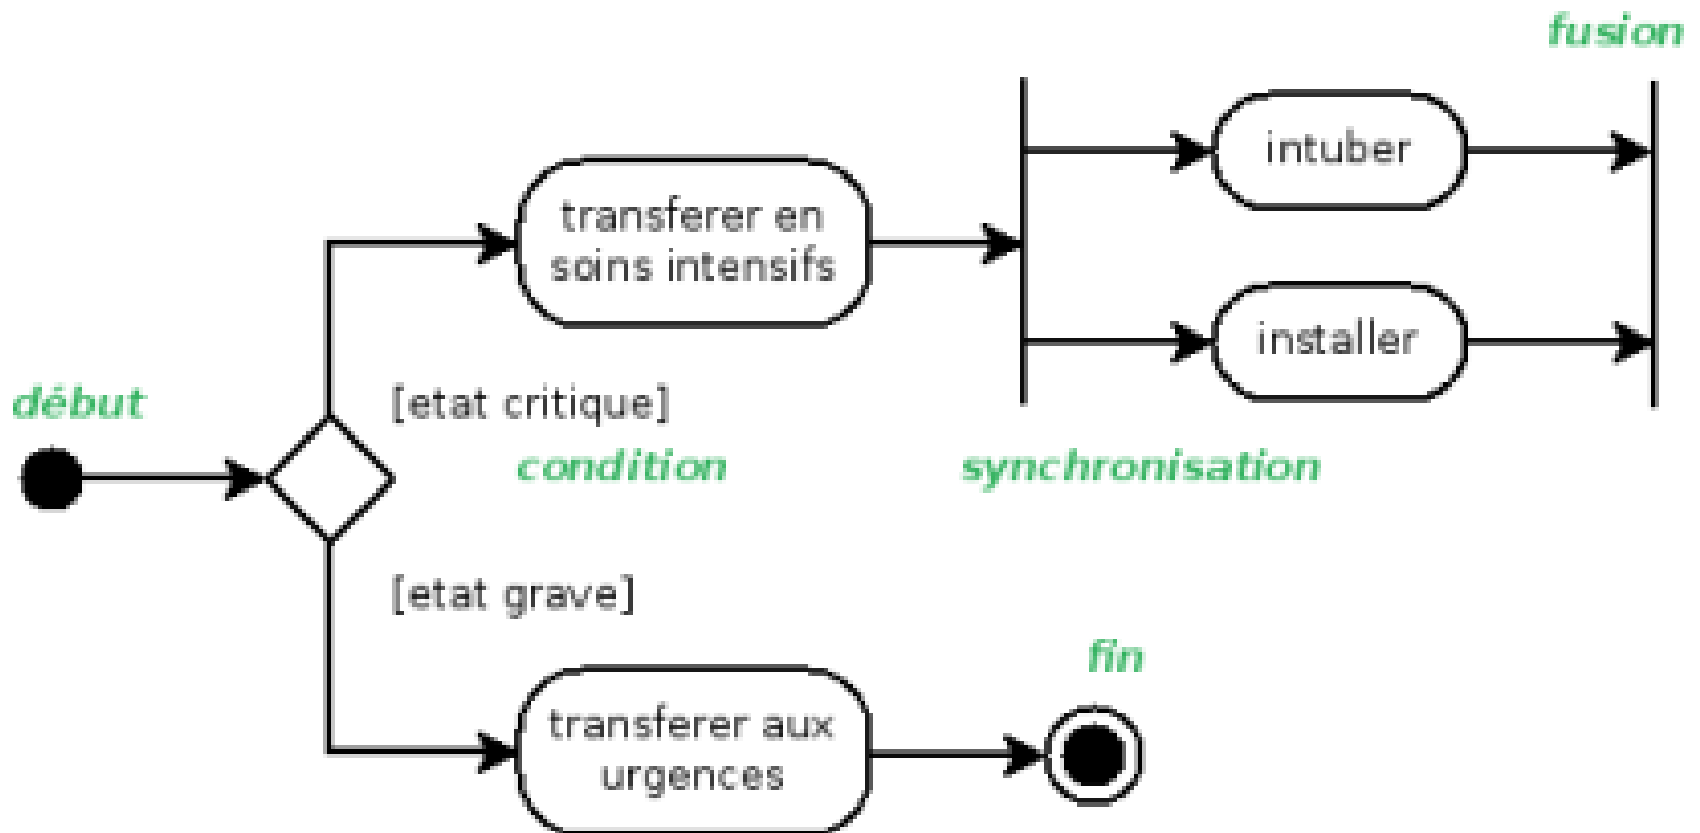 fusion
intuber
transferer en
soins intensifs
installer
début
[etat critique]
condition
synchronisation
[etat grave]
fin
transferer aux
urgences